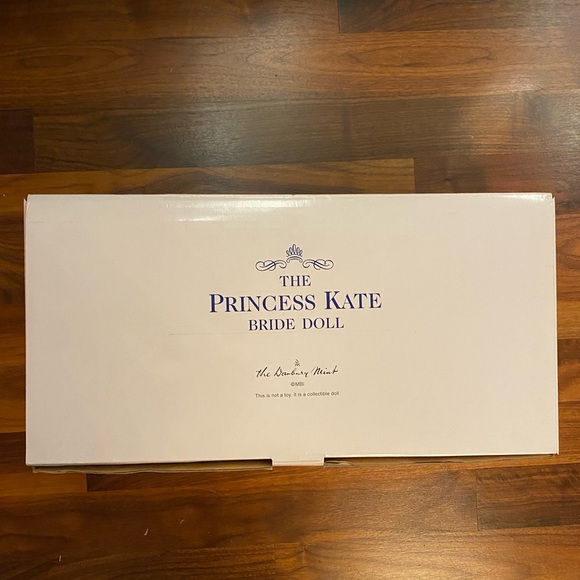 THE
PRINCESS KATE
BRIDE DOLL
the Danbury Mint
©MBI
This is not a toy. It is a collectible doll.